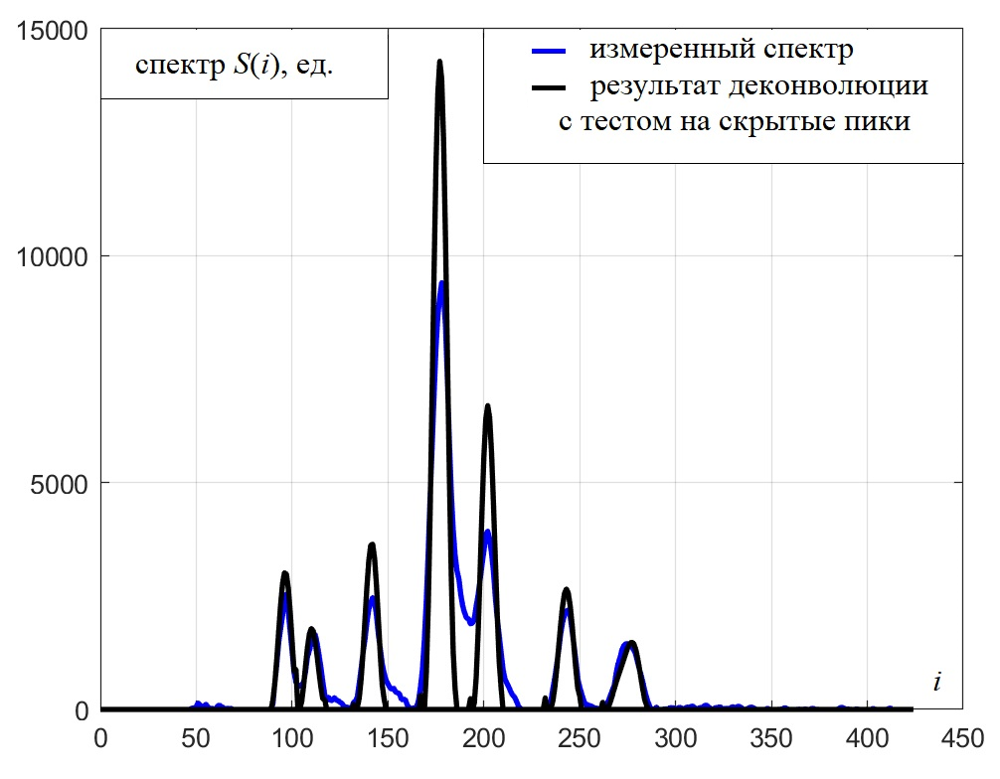 15000
спектр S(i), ед.
измеренный спектр
результат деконволюции
с тестом на скрытые пики
10000
5000
i
0
0 50 100 150 200 250 300 350 400 450